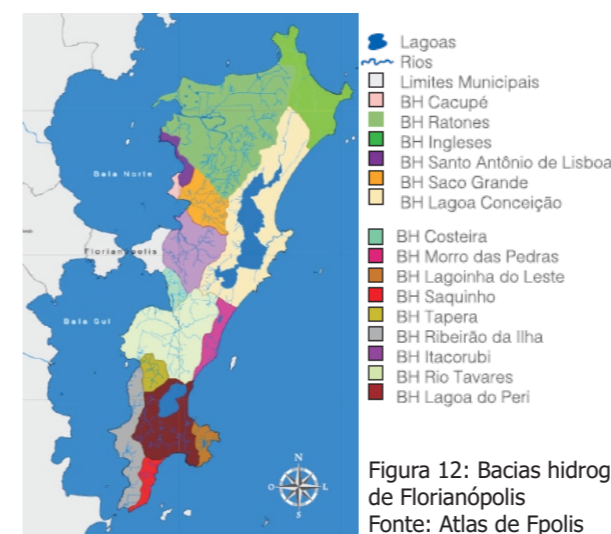 Baía Norte
Florianópolis
Baía Sul
N
O
L
S
Lagoas
Rios
Limites Municipais
BH Cacupé
BH Ratones
BH Ingleses
BH Santo Antônio de Lisboa
BH Saco Grande
BH Lagoa Conceição
BH Costeira
BH Morro das Pedras
BH Lagoinha do Leste
BH Saquinho
BH Tapera
BH Ribeirão da Ilha
BH Itacorubi
BH Rio Tavares
BH Lagoa do Peri
Figura 12: Bacias hidrog
de Florianópolis
Fonte: Atlas de Fpolis